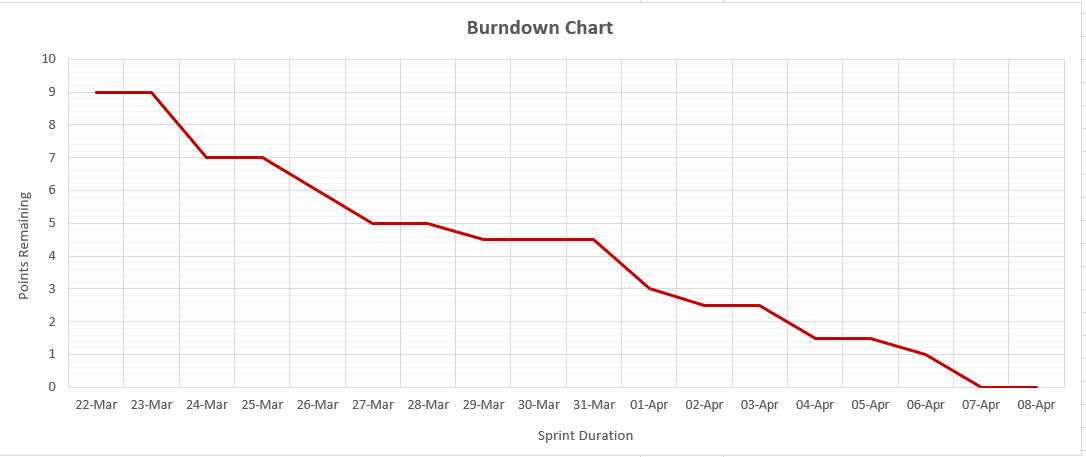 Burndown Chart
10
9
8
7
6
5
4
3
2
1
0
Points Remaining
22-Mar 23-Mar 24-Mar 25-Mar 26-Mar 27-Mar 28-Mar 29-Mar 30-Mar 31-Mar 01-Apr 02-Apr 03-Apr 04-Apr 05-Apr 06-Apr 07-Apr 08-Apr
Sprint Duration